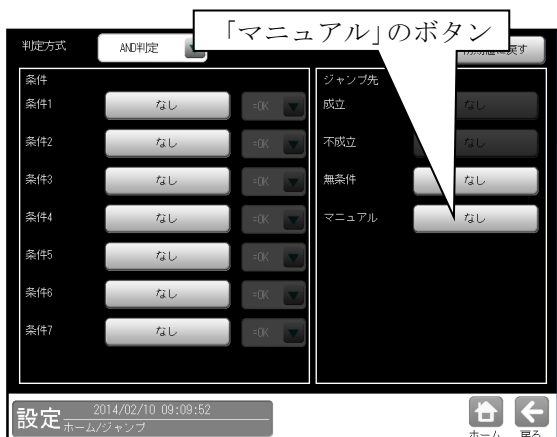 「マニュアル」のボタン
判定方式 AND判定
条件
条件1 なし =OK
条件2 なし =OK
条件3 なし =OK
条件4 なし =OK
条件5 なし =OK
条件6 なし =OK
条件7 なし =OK
ジャンプ先
成立 なし
不成立 なし
無条件 なし
マニュアル なし
設定 2014/02/10 09:09:52
ホーム/ジャンプ
ホーム